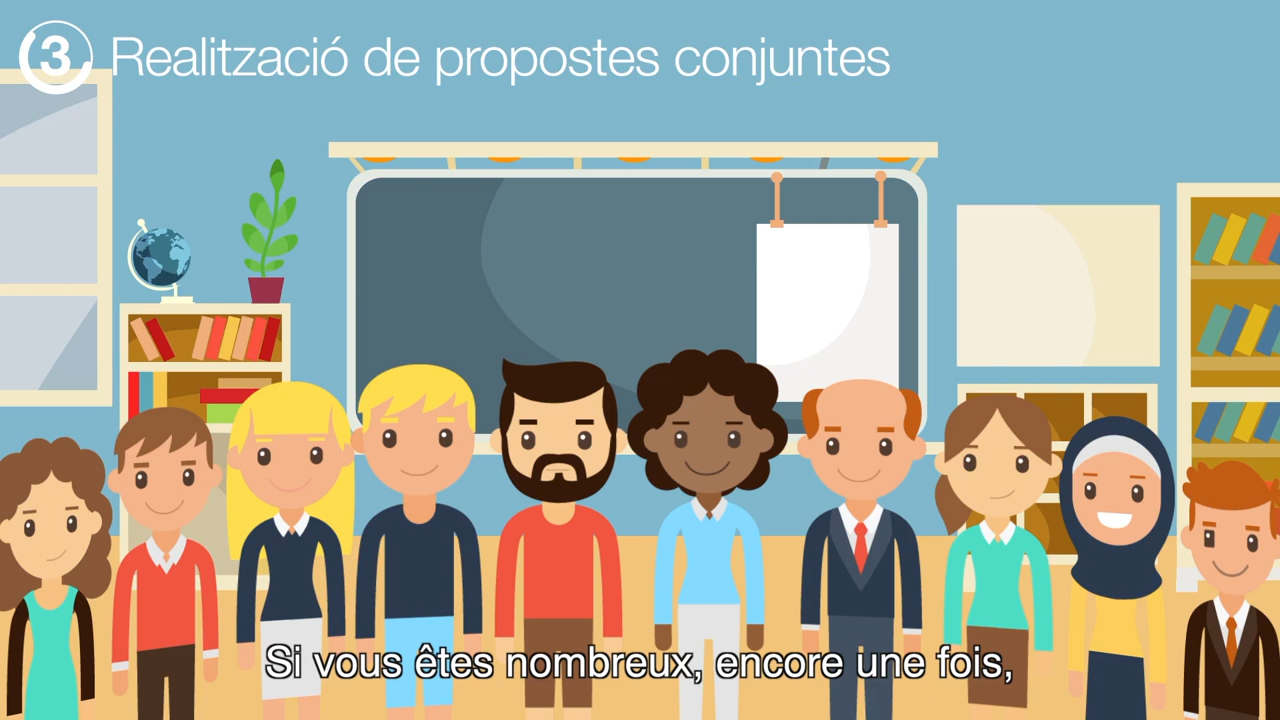 3 Realització de propostes conjuntes
Si vous êtes nombreux, encore une fois,